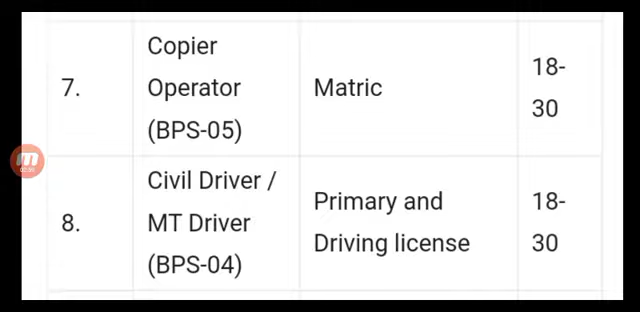 7.
Copier
Operator
(BPS-05)
Matric
18-
30
8.
Civil Driver /
MT Driver
(BPS-04)
Primary and
Driving license
18-
30